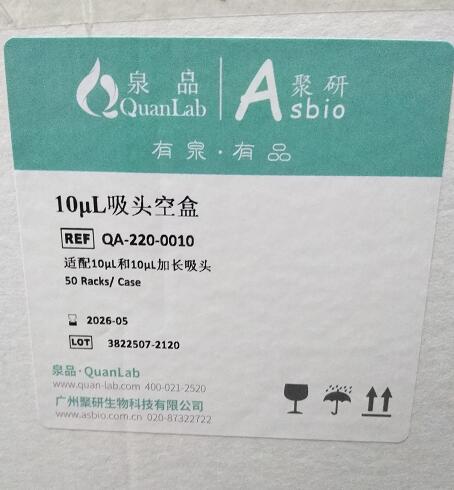 泉品 QuanLab
Asbio 聚研
有泉·有品
10μL吸头空盒
REF QA-220-0010
适配10μL和10μL加长吸头
50 Racks/ Case
2026-05
LOT 3822507-2120
泉品·QuanLab
www.quan-lab.com 400-021-2520
广州聚研生物科技有限公司
www.asbio.com.cn 020-87322722